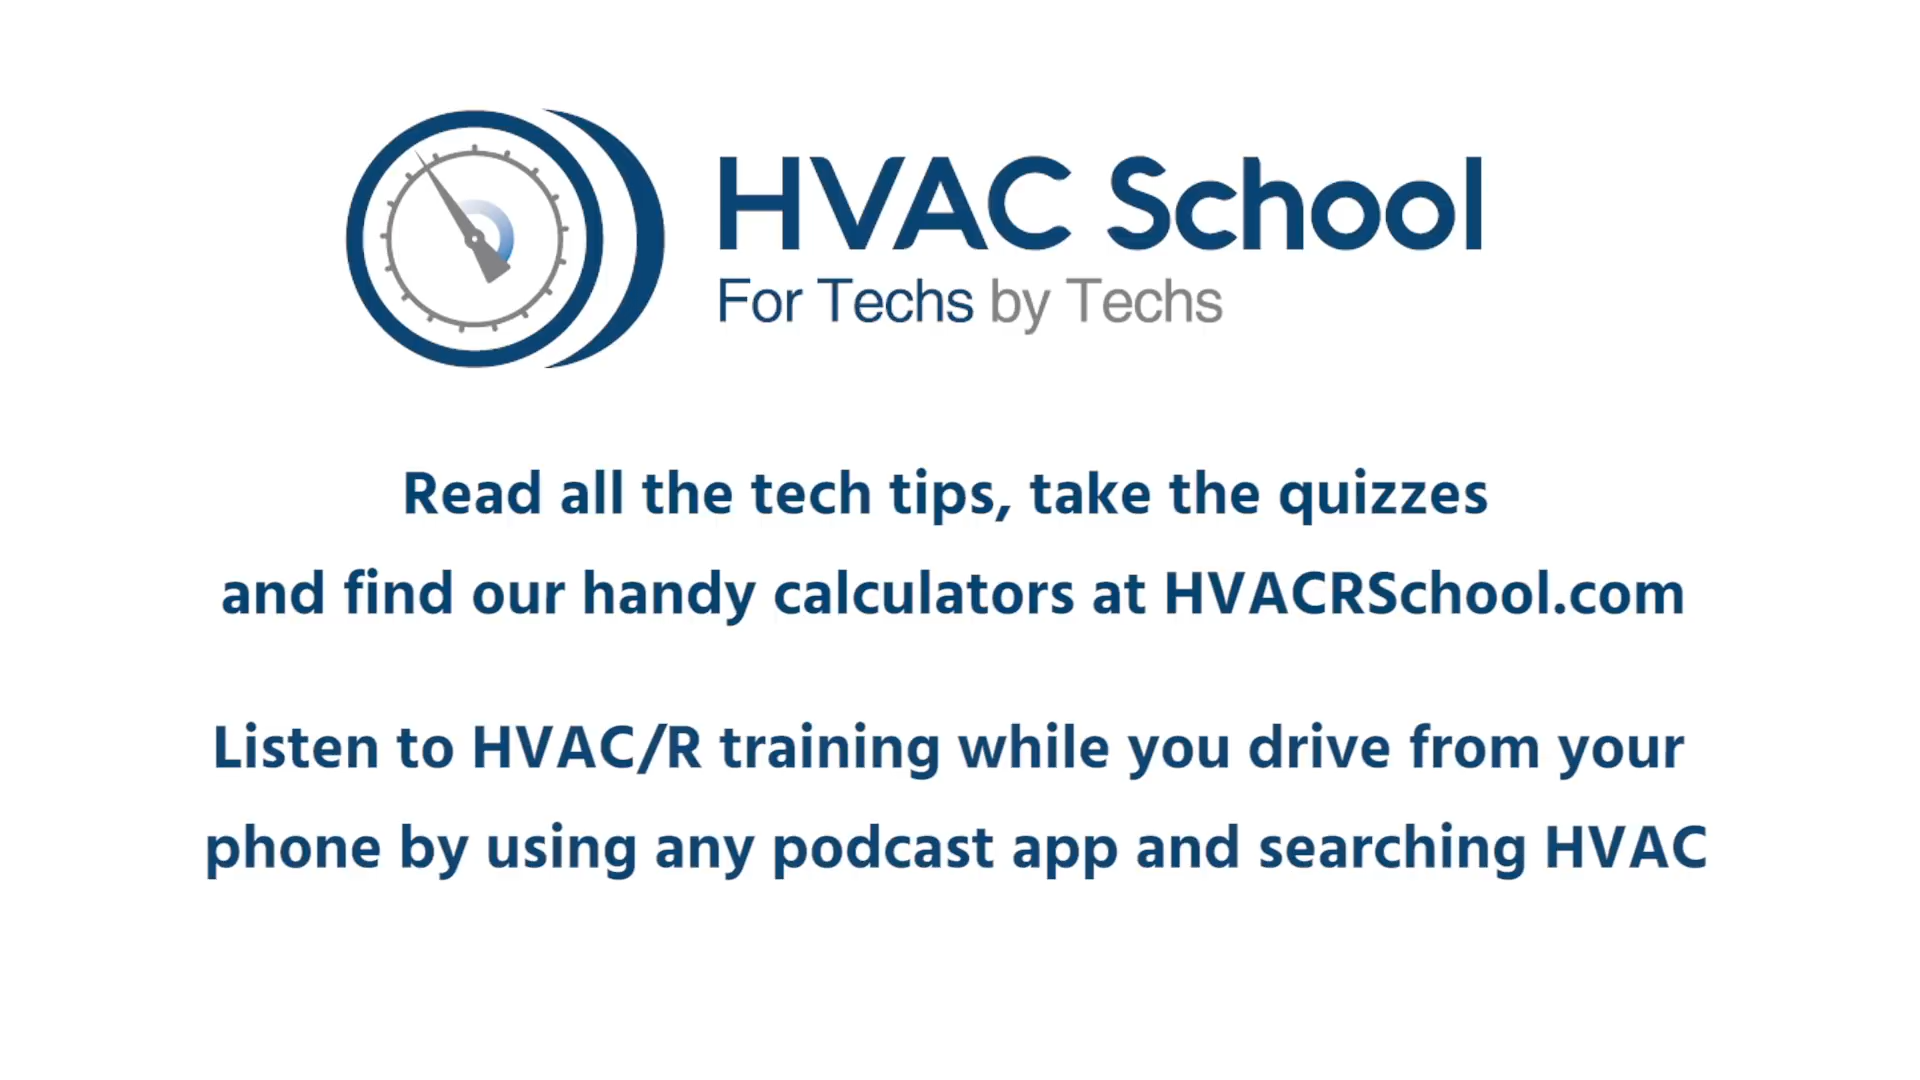 HVAC School
For Techs by Techs
Read all the tech tips, take the quizzes
and find our handy calculators at HVACRSchool.com
Listen to HVAC/R training while you drive from your
phone by using any podcast app and searching HVAC